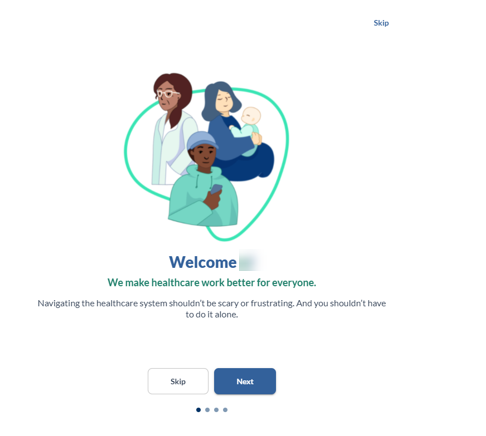 Skip
Welcome
We make healthcare work better for everyone.
Navigating the healthcare system shouldn't be scary or frustrating. And you shouldn't have
to do it alone.
Skip
Next